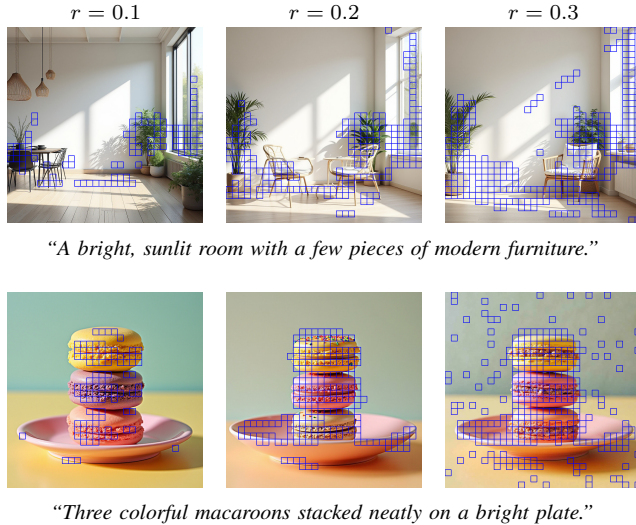 r = 0.1 r = 0.2 r = 0.3
“A bright, sunlit room with a few pieces of modern furniture.”
“Three colorful macaroons stacked neatly on a bright plate.”